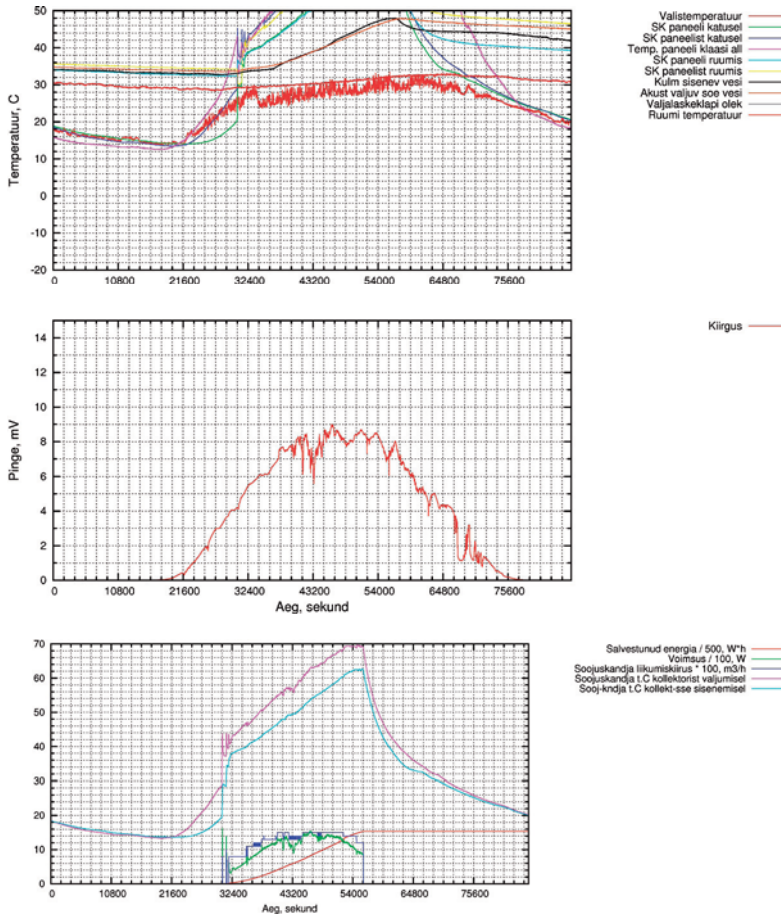 Valistemperatuur
SK paneeli katusel
SK paneelist katusel
Temp. paneeli klaasi all
SK paneeli ruumis
SK paneelist ruumis
Kulm sisenev vesi
Akust valjuv soe vesi
Valjalaskeklapi olek
Ruumi temperatuur
Temperatuur, C
50
40
30
20
10
0
-10
-20
0 10800 21600 32400 43200 54000 64800 75600
Kiirgus
Pinge, mV
14
12
10
8
6
4
2
0
0 10800 21600 32400 43200 54000 64800 75600
Aeg, sekund
Salvestunud energia / 500, W*h
Voimsus / 100, W
Soojuskandja liikumiskiirus * 100, m3/h
Soojuskandja t.C kollektorist valjumisel
Sooj-kndja t.C kollekt-sse sisenemisel
70
60
50
40
30
20
10
0
0 10800 21600 32400 43200 54000 64800 75600
Aeg, sekund